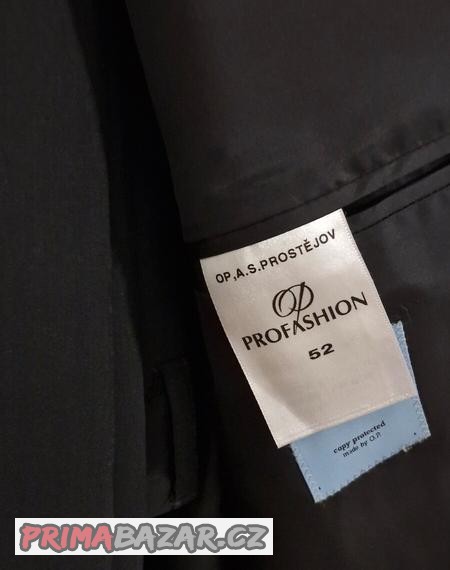 OP,A.S.PROSTĚJOV
OP
PROFASHION
52
copy protected
made by O.P.
PRIMABAZAR.CZ